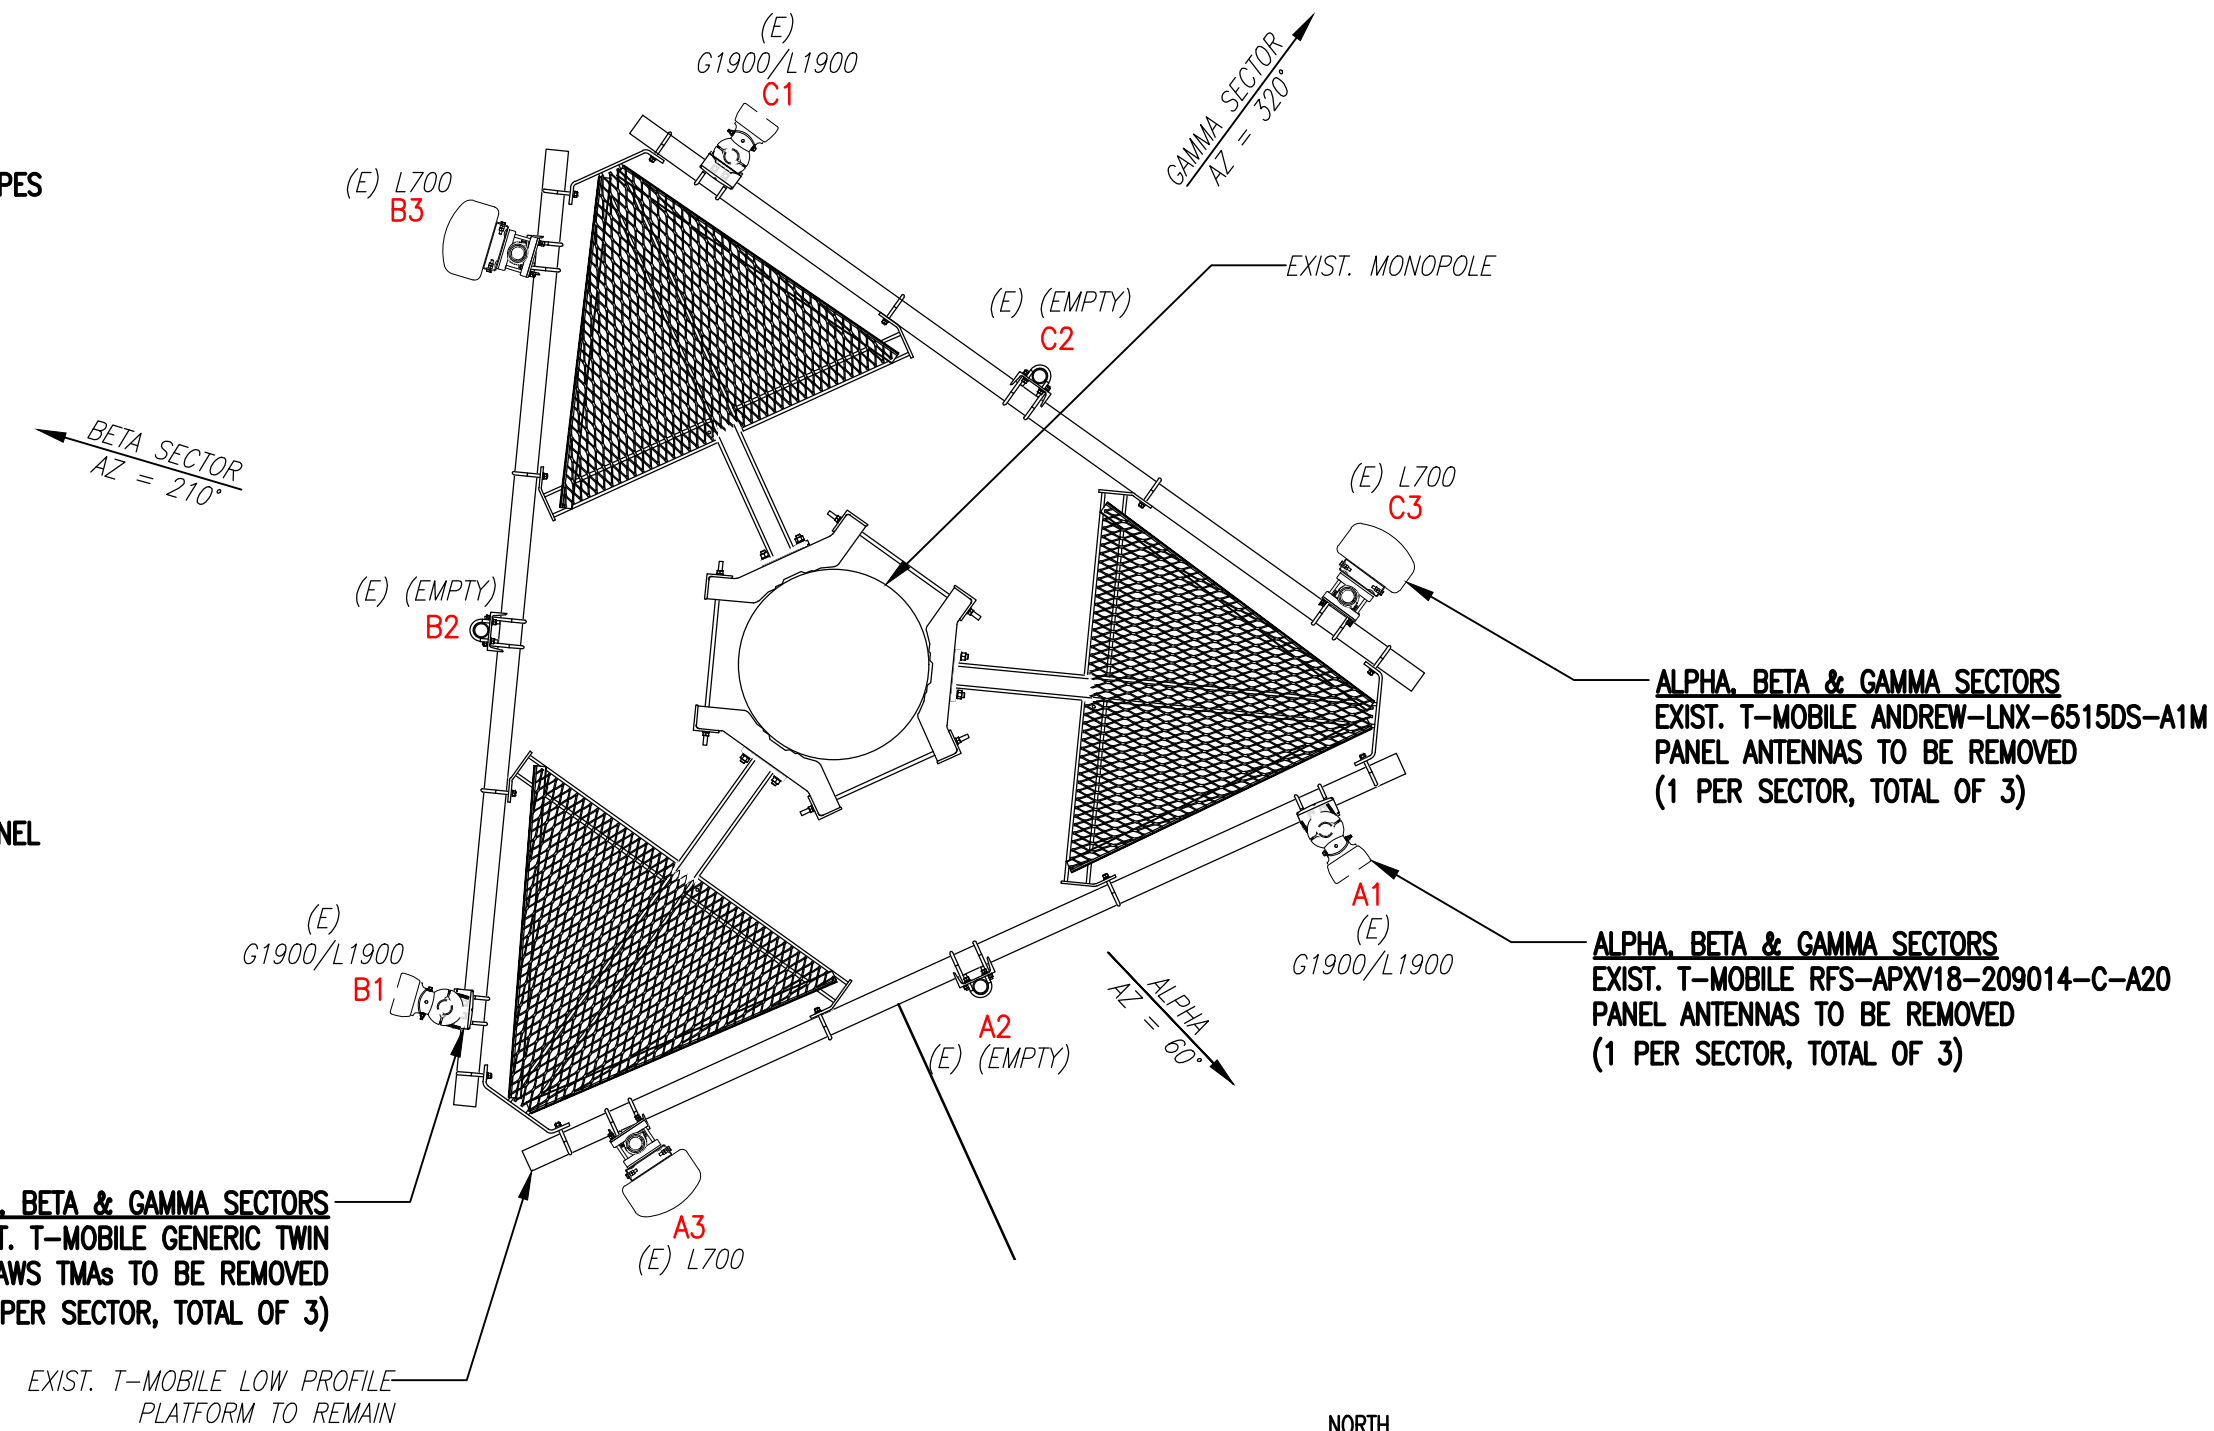 (E)
G1900/L1900
C1
GAMMA SECTOR
AZ = 320°
PES
(E) L700
B3
EXIST. MONOPOLE
(E) (EMPTY)
C2
BETA SECTOR
AZ = 210°
(E) L700
C3
(E) (EMPTY)
B2
ALPHA, BETA & GAMMA SECTORS
EXIST. T-MOBILE ANDREW-LNX-6515DS-A1M
PANEL ANTENNAS TO BE REMOVED
(1 PER SECTOR, TOTAL OF 3)
NEL
A1
(E)
G1900/L1900
(E)
G1900/L1900
B1
ALPHA, BETA & GAMMA SECTORS
EXIST. T-MOBILE RFS-APXV18-209014-C-A20
PANEL ANTENNAS TO BE REMOVED
(1 PER SECTOR, TOTAL OF 3)
ALPHA
AZ = 60°
A2
(E) (EMPTY)
, BETA & GAMMA SECTORS
T. T-MOBILE GENERIC TWIN
AWS TMAs TO BE REMOVED
PER SECTOR, TOTAL OF 3)
A3
(E) L700
EXIST. T-MOBILE LOW PROFILE
PLATFORM TO REMAIN
NORTH